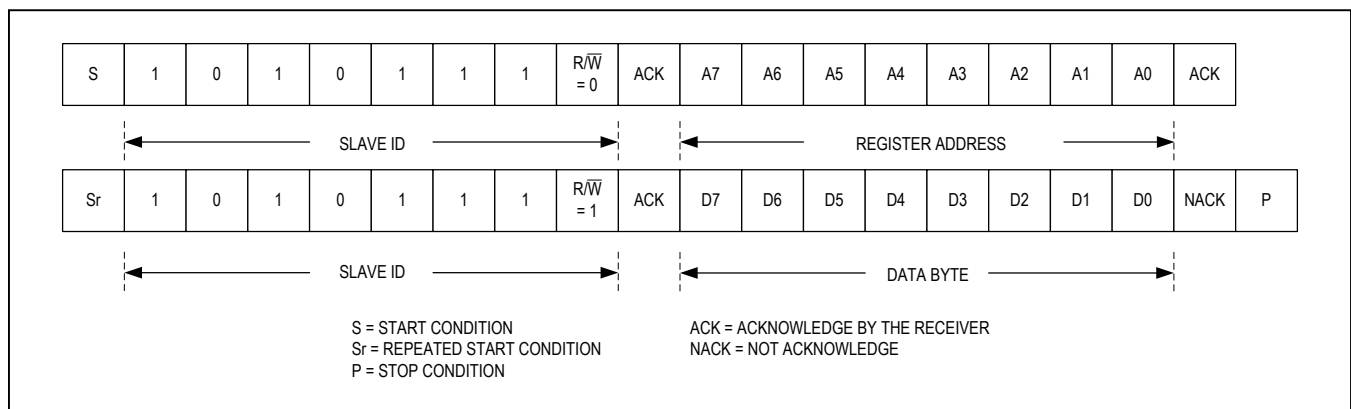 S 1 0 1 0 1 1 1 R/W̅ = 0 ACK A7 A6 A5 A4 A3 A2 A1 A0 ACK
SLAVE ID REGISTER ADDRESS
Sr 1 0 1 0 1 1 1 R/W̅ = 1 ACK D7 D6 D5 D4 D3 D2 D1 D0 NACK P
SLAVE ID DATA BYTE
S = START CONDITION ACK = ACKNOWLEDGE BY THE RECEIVER
Sr = REPEATED START CONDITION NACK = NOT ACKNOWLEDGE
P = STOP CONDITION